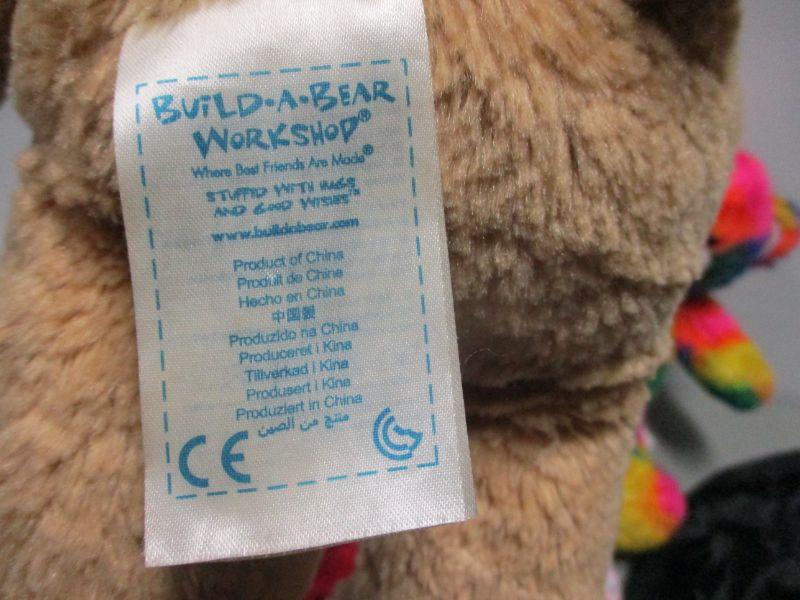 BUILD-A-BEAR
WORKSHOP®
Where Best Friends Are Made®
STUFFED WITH HUGS
AND GOOD WISHES™
www.buildabear.com
Product of China
Produit de Chine
Hecho en China
中国製
Produzido na China
Produceret i Kina
Tillverkad i Kina
Produsert i Kina
Produziert in China
منتج من الصين
CE